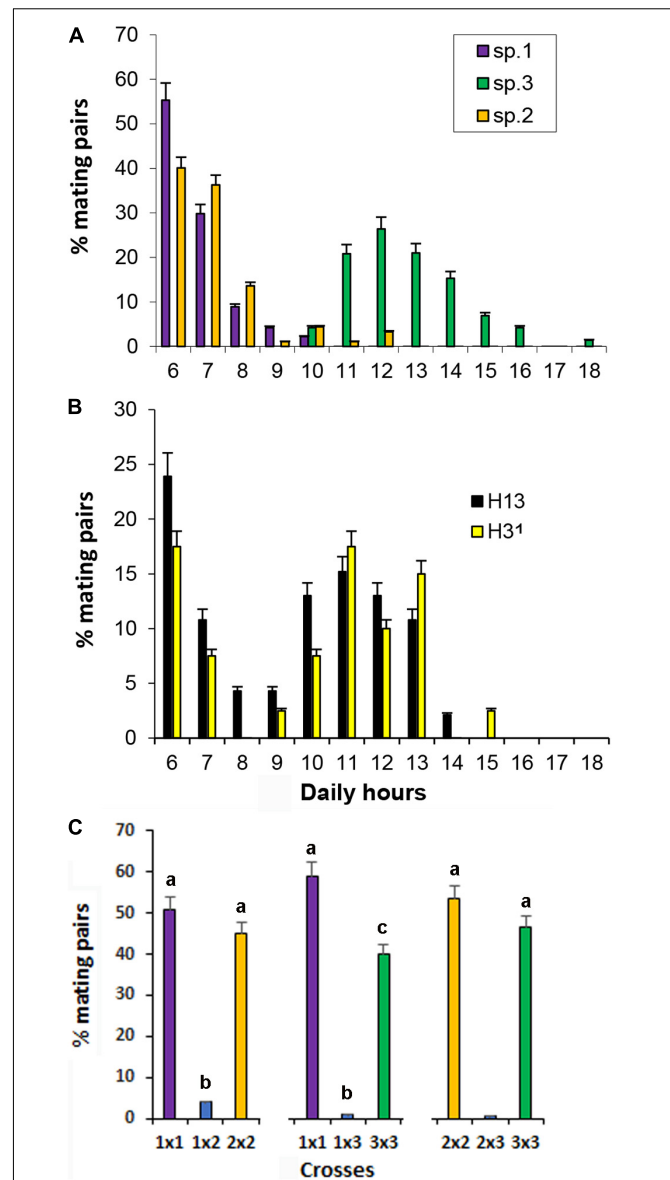 A
70
60
50
40
30
20
10
0
% mating pairs
sp.1
sp.3
sp.2
6 7 8 9 10 11 12 13 14 15 16 17 18
B
30
25
20
15
10
5
0
% mating pairs
H13
H31
6 7 8 9 10 11 12 13 14 15 16 17 18
Daily hours
C
70
60
50
40
30
20
10
0
% mating pairs
a b a
a b c
a a
1x1 1x2 2x2 1x1 1x3 3x3 2x2 2x3 3x3
Crosses